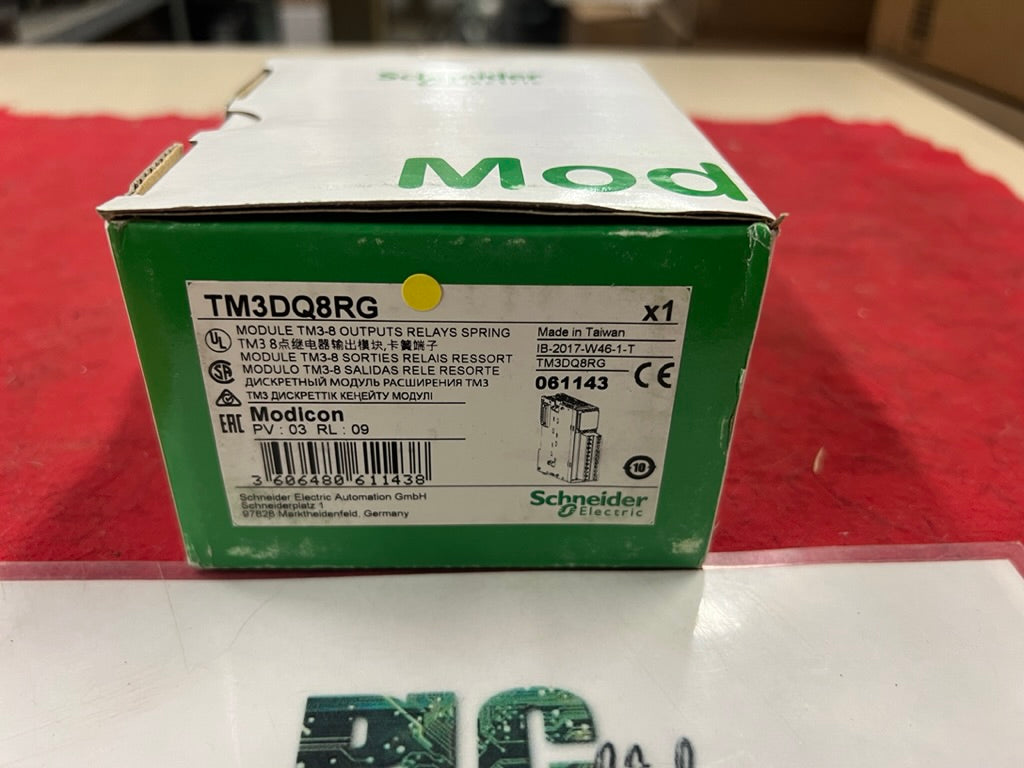 Schneider
Electric
Mod
TM3DQ8RG
x1
MODULE TM3-8 OUTPUTS RELAYS SPRING
TM3 8点继电器输出模块,卡簧端子
MODULE TM3-8 SORTIES RELAIS RESSORT
MODULO TM3-8 SALIDAS RELE RESORTE
ДИСКРЕТНЫЙ МОДУЛЬ РАСШИРЕНИЯ TM3
ТМ3 ДИСКРЕТТІК КЕҢЕЙТУ МОДУЛІ
UL
EAC
Modicon
PV : 03 RL : 09
3 606480 611438
Schneider Electric Automation GmbH
Schneiderplatz 1
97828 Marktheidenfeld, Germany
Made in Taiwan
IB-2017-W46-1-T
TM3DQ8RG
061143
CE
10
Schneider
Electric